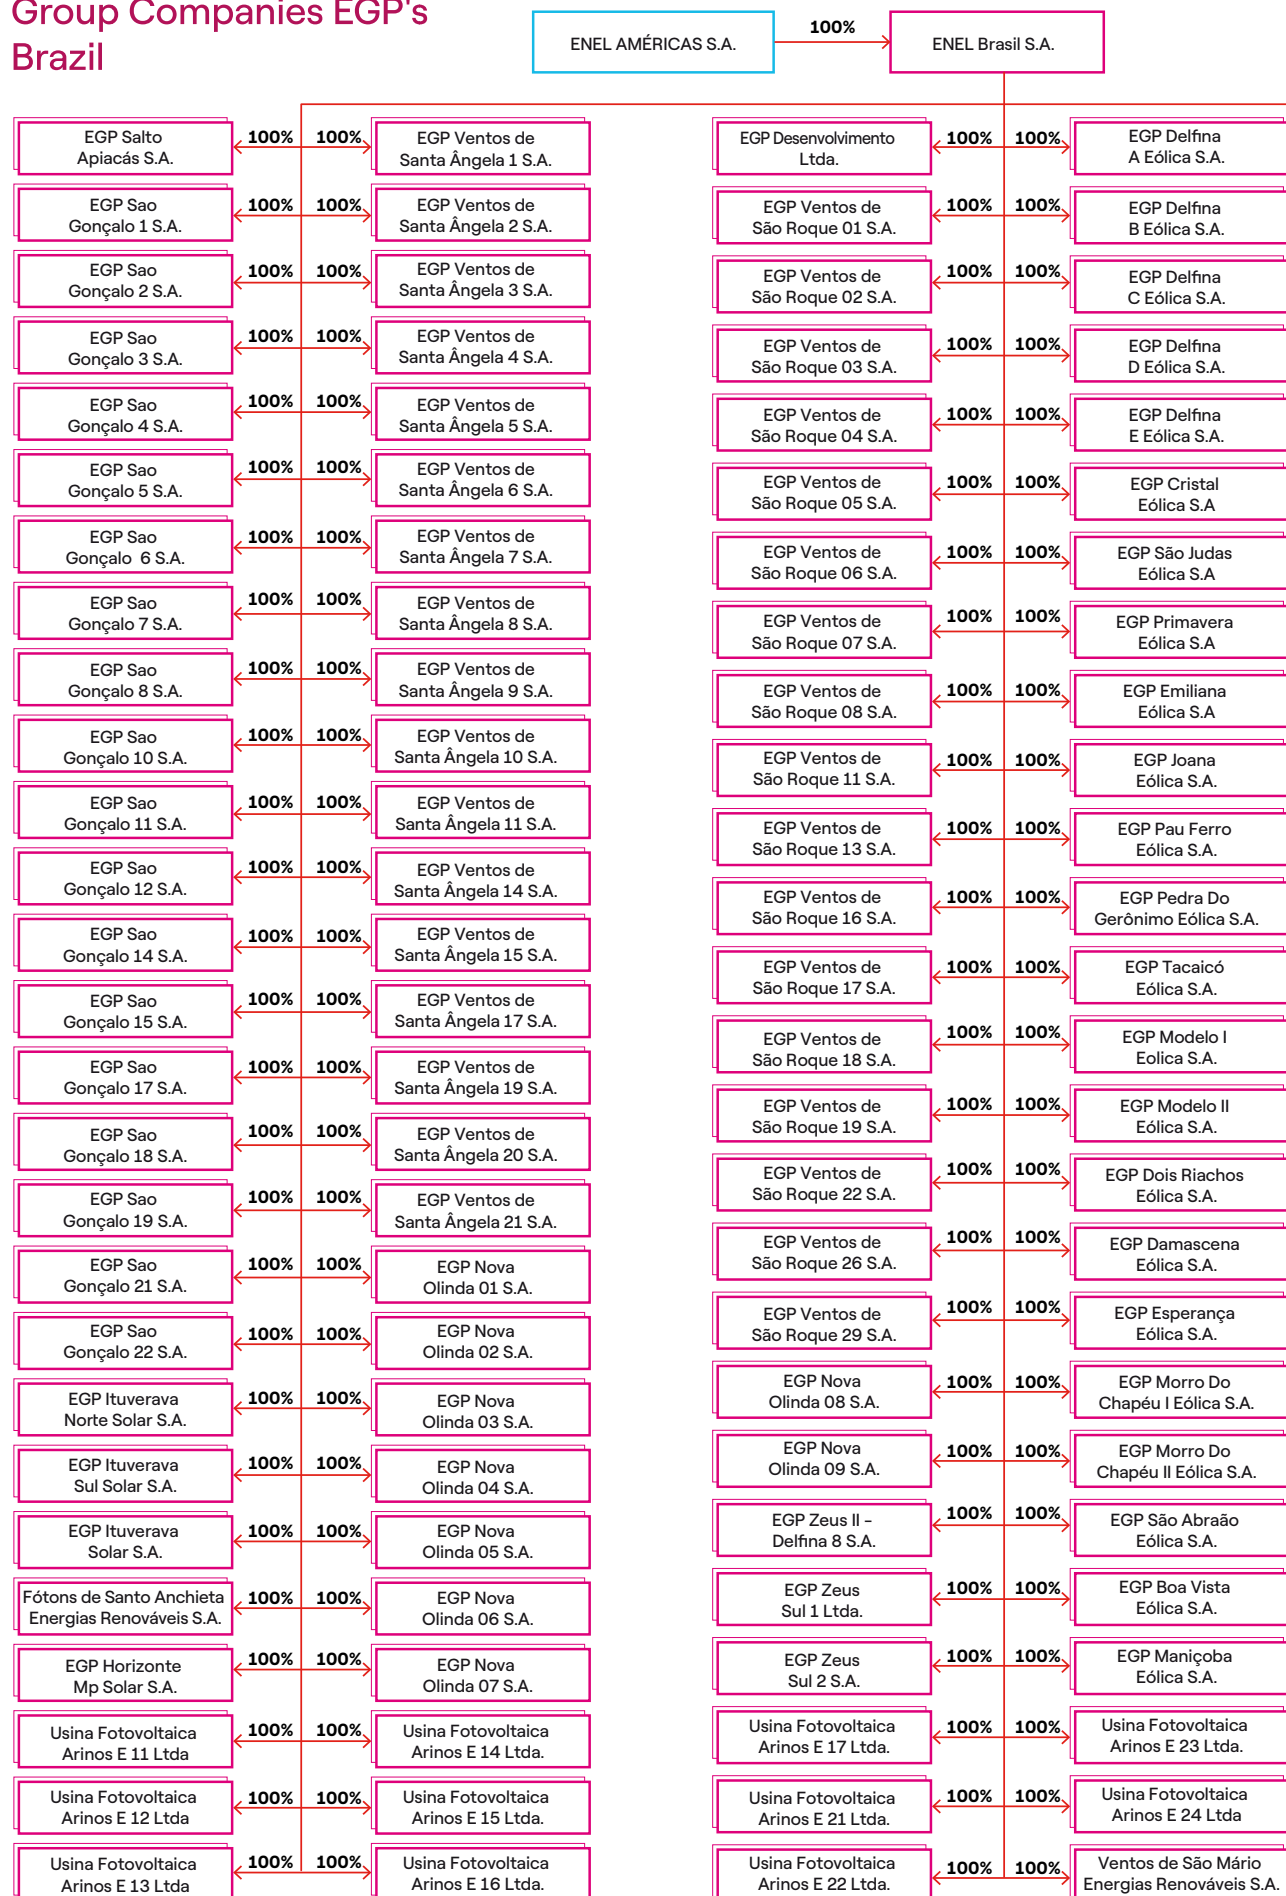 Group Companies EGP's
Brazil
ENEL AMÉRICAS S.A.
100%
ENEL Brasil S.A.
EGP Salto
Apiacás S.A.
100%
100%
EGP Ventos de
Santa Ângela 1 S.A.
EGP Sao
Gonçalo 1 S.A.
100%
100%
EGP Ventos de
Santa Ângela 2 S.A.
EGP Sao
Gonçalo 2 S.A.
100%
100%
EGP Ventos de
Santa Ângela 3 S.A.
EGP Sao
Gonçalo 3 S.A.
100%
100%
EGP Ventos de
Santa Ângela 4 S.A.
EGP Sao
Gonçalo 4 S.A.
100%
100%
EGP Ventos de
Santa Ângela 5 S.A.
EGP Sao
Gonçalo 5 S.A.
100%
100%
EGP Ventos de
Santa Ângela 6 S.A.
EGP Sao
Gonçalo 6 S.A.
100%
100%
EGP Ventos de
Santa Ângela 7 S.A.
EGP Sao
Gonçalo 7 S.A.
100%
100%
EGP Ventos de
Santa Ângela 8 S.A.
EGP Sao
Gonçalo 8 S.A.
100%
100%
EGP Ventos de
Santa Ângela 9 S.A.
EGP Sao
Gonçalo 10 S.A.
100%
100%
EGP Ventos de
Santa Ângela 10 S.A.
EGP Sao
Gonçalo 11 S.A.
100%
100%
EGP Ventos de
Santa Ângela 11 S.A.
EGP Sao
Gonçalo 12 S.A.
100%
100%
EGP Ventos de
Santa Ângela 14 S.A.
EGP Sao
Gonçalo 14 S.A.
100%
100%
EGP Ventos de
Santa Ângela 15 S.A.
EGP Sao
Gonçalo 15 S.A.
100%
100%
EGP Ventos de
Santa Ângela 17 S.A.
EGP Sao
Gonçalo 17 S.A.
100%
100%
EGP Ventos de
Santa Ângela 19 S.A.
EGP Sao
Gonçalo 18 S.A.
100%
100%
EGP Ventos de
Santa Ângela 20 S.A.
EGP Sao
Gonçalo 19 S.A.
100%
100%
EGP Ventos de
Santa Ângela 21 S.A.
EGP Sao
Gonçalo 21 S.A.
100%
100%
EGP Nova
Olinda 01 S.A.
EGP Sao
Gonçalo 22 S.A.
100%
100%
EGP Nova
Olinda 02 S.A.
EGP Ituverava
Norte Solar S.A.
100%
100%
EGP Nova
Olinda 03 S.A.
EGP Ituverava
Sul Solar S.A.
100%
100%
EGP Nova
Olinda 04 S.A.
EGP Ituverava
Solar S.A.
100%
100%
EGP Nova
Olinda 05 S.A.
Fótons de Santo Anchieta
Energias Renováveis S.A.
100%
100%
EGP Nova
Olinda 06 S.A.
EGP Horizonte
Mp Solar S.A.
100%
100%
EGP Nova
Olinda 07 S.A.
Usina Fotovoltaica
Arinos E 11 Ltda
100%
100%
Usina Fotovoltaica
Arinos E 14 Ltda.
Usina Fotovoltaica
Arinos E 12 Ltda
100%
100%
Usina Fotovoltaica
Arinos E 15 Ltda.
Usina Fotovoltaica
Arinos E 13 Ltda
100%
100%
Usina Fotovoltaica
Arinos E 16 Ltda.
EGP Desenvolvimento
Ltda.
100%
100%
EGP Delfina
A Eólica S.A.
EGP Ventos de
São Roque 01 S.A.
100%
100%
EGP Delfina
B Eólica S.A.
EGP Ventos de
São Roque 02 S.A.
100%
100%
EGP Delfina
C Eólica S.A.
EGP Ventos de
São Roque 03 S.A.
100%
100%
EGP Delfina
D Eólica S.A.
EGP Ventos de
São Roque 04 S.A.
100%
100%
EGP Delfina
E Eólica S.A.
EGP Ventos de
São Roque 05 S.A.
100%
100%
EGP Cristal
Eólica S.A
EGP Ventos de
São Roque 06 S.A.
100%
100%
EGP São Judas
Eólica S.A
EGP Ventos de
São Roque 07 S.A.
100%
100%
EGP Primavera
Eólica S.A
EGP Ventos de
São Roque 08 S.A.
100%
100%
EGP Emiliana
Eólica S.A
EGP Ventos de
São Roque 11 S.A.
100%
100%
EGP Joana
Eólica S.A.
EGP Ventos de
São Roque 13 S.A.
100%
100%
EGP Pau Ferro
Eólica S.A.
EGP Ventos de
São Roque 16 S.A.
100%
100%
EGP Pedra Do
Gerônimo Eólica S.A.
EGP Ventos de
São Roque 17 S.A.
100%
100%
EGP Tacaicó
Eólica S.A.
EGP Ventos de
São Roque 18 S.A.
100%
100%
EGP Modelo I
Eolica S.A.
EGP Ventos de
São Roque 19 S.A.
100%
100%
EGP Modelo II
Eólica S.A.
EGP Ventos de
São Roque 22 S.A.
100%
100%
EGP Dois Riachos
Eólica S.A.
EGP Ventos de
São Roque 26 S.A.
100%
100%
EGP Damascena
Eólica S.A.
EGP Ventos de
São Roque 29 S.A.
100%
100%
EGP Esperança
Eólica S.A.
EGP Nova
Olinda 08 S.A.
100%
100%
EGP Morro Do
Chapéu I Eólica S.A.
EGP Nova
Olinda 09 S.A.
100%
100%
EGP Morro Do
Chapéu II Eólica S.A.
EGP Zeus II -
Delfina 8 S.A.
100%
100%
EGP São Abraão
Eólica S.A.
EGP Zeus
Sul 1 Ltda.
100%
100%
EGP Boa Vista
Eólica S.A.
EGP Zeus
Sul 2 S.A.
100%
100%
EGP Maniçoba
Eólica S.A.
Usina Fotovoltaica
Arinos E 17 Ltda.
100%
100%
Usina Fotovoltaica
Arinos E 23 Ltda.
Usina Fotovoltaica
Arinos E 21 Ltda.
100%
100%
Usina Fotovoltaica
Arinos E 24 Ltda
Usina Fotovoltaica
Arinos E 22 Ltda.
100%
100%
Ventos de São Mário
Energias Renováveis S.A.